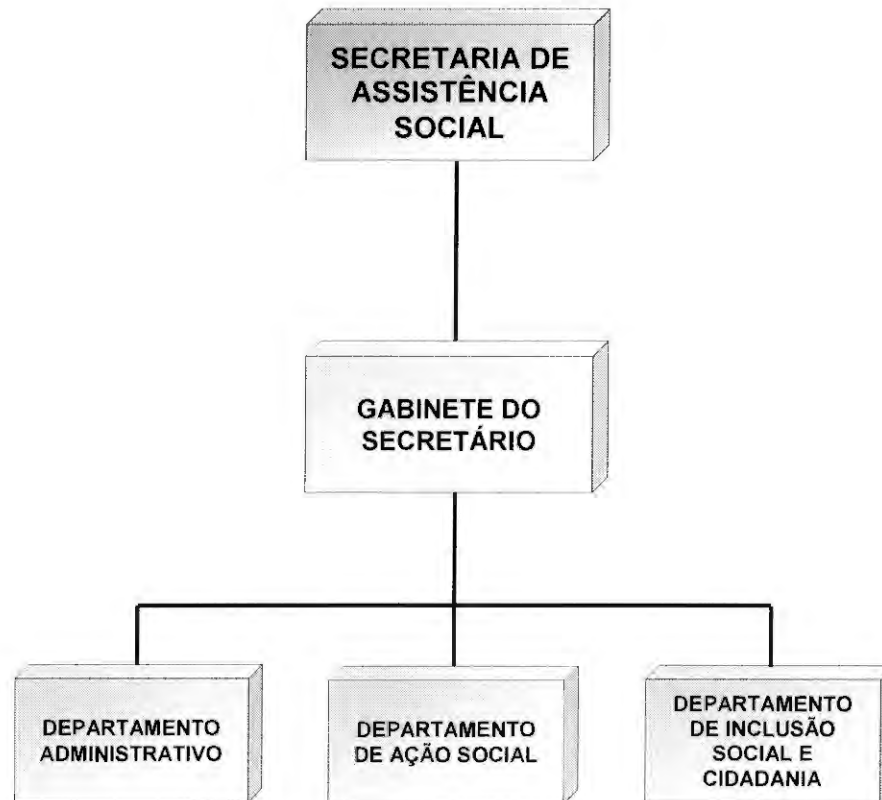 SECRETARIA DE
ASSISTÊNCIA
SOCIAL
GABINETE DO
SECRETÁRIO
DEPARTAMENTO
ADMINISTRATIVO
DEPARTAMENTO
DE AÇÃO SOCIAL
DEPARTAMENTO
DE INCLUSÃO
SOCIAL E
CIDADANIA